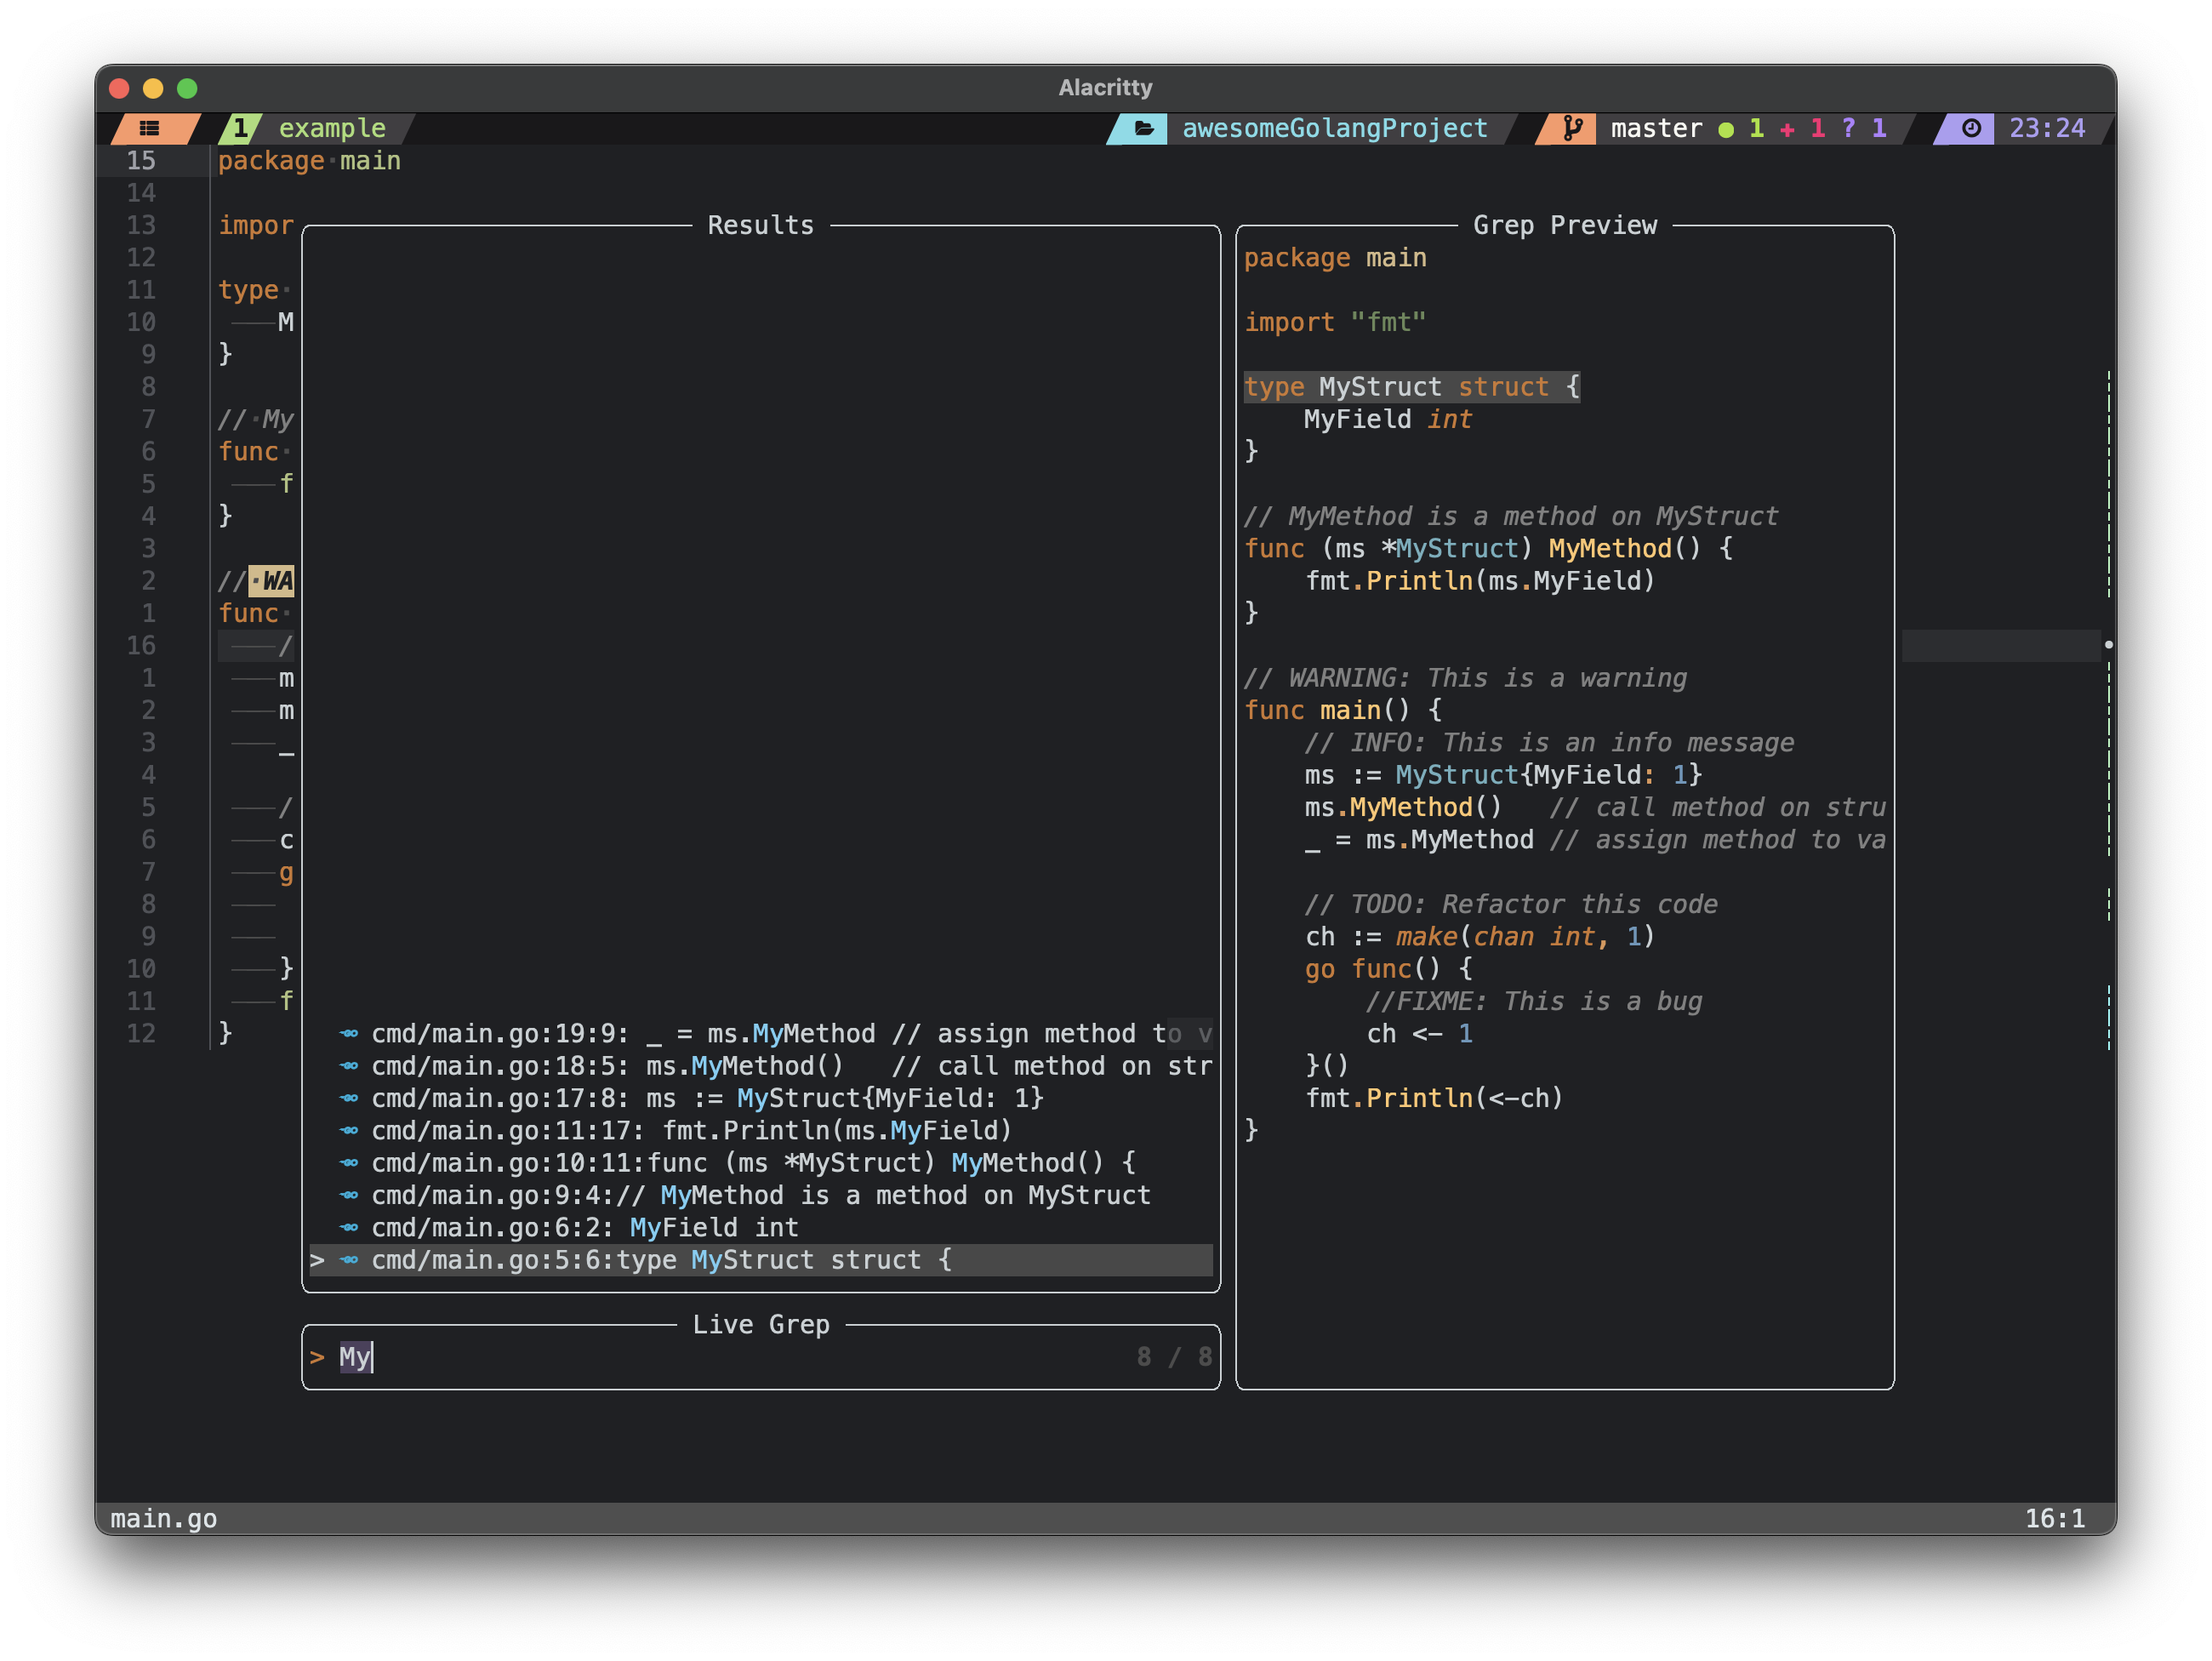 Alacritty
1 example awesomeGolangProject master ● 1 + 1 ? 1 23:24
15 package·main
14
13 impor
12
11 type·
10 M
9 }
8
7 //·My
6 func·
5 f
4 }
3
2 //·WA
1 func·
16 /
1 m
2 m
3 _
4
5 /
6 c
7 g
8
9
10 }
11 f
12 }
Results
cmd/main.go:19:9: _ = ms.MyMethod // assign method to v
cmd/main.go:18:5: ms.MyMethod()   // call method on str
cmd/main.go:17:8: ms := MyStruct{MyField: 1}
cmd/main.go:11:17: fmt.Println(ms.MyField)
cmd/main.go:10:11:func (ms *MyStruct) MyMethod() {
cmd/main.go:9:4:// MyMethod is a method on MyStruct
cmd/main.go:6:2: MyField int
> cmd/main.go:5:6:type MyStruct struct {
Live Grep
> My 8 / 8
Grep Preview
package main
import "fmt"
type MyStruct struct {
    MyField int
}
// MyMethod is a method on MyStruct
func (ms *MyStruct) MyMethod() {
    fmt.Println(ms.MyField)
}
// WARNING: This is a warning
func main() {
    // INFO: This is an info message
    ms := MyStruct{MyField: 1}
    ms.MyMethod()   // call method on stru
    _ = ms.MyMethod // assign method to va
    // TODO: Refactor this code
    ch := make(chan int, 1)
    go func() {
        //FIXME: This is a bug
        ch <- 1
    }()
    fmt.Println(<-ch)
}
main.go 16:1